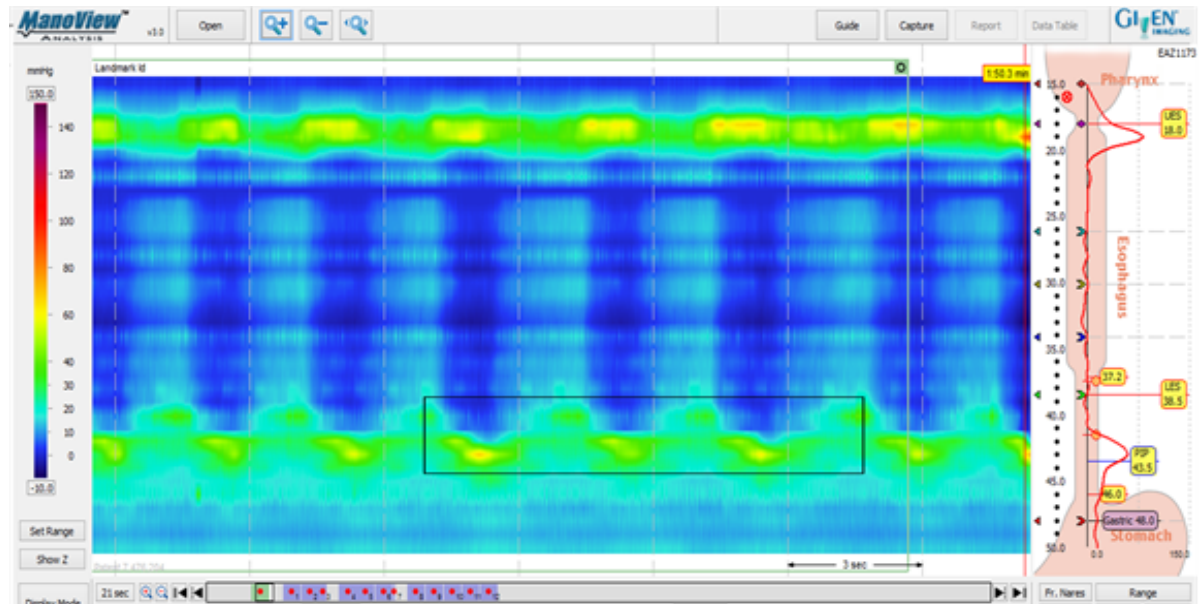 ManoView™
ANALYSIS
v3.0
Open
Guide
Capture
Report
Data Table
GIVEN
IMAGING
EAZ1173
mmHg
150.0
140
120
100
80
60
40
30
20
10
0
-10.0
Set Range
Show Z
Display Mode
Landmark Id
1:50.3 min
3 sec
15.0
20.0
25.0
30.0
35.0
40.0
45.0
50.0
Pharynx
Esophagus
Stomach
UES
18.0
37.2
LES
38.5
PIP
43.5
46.0
Gastric 48.0
0.0
150.0
21 sec
Fr. Nares
Range